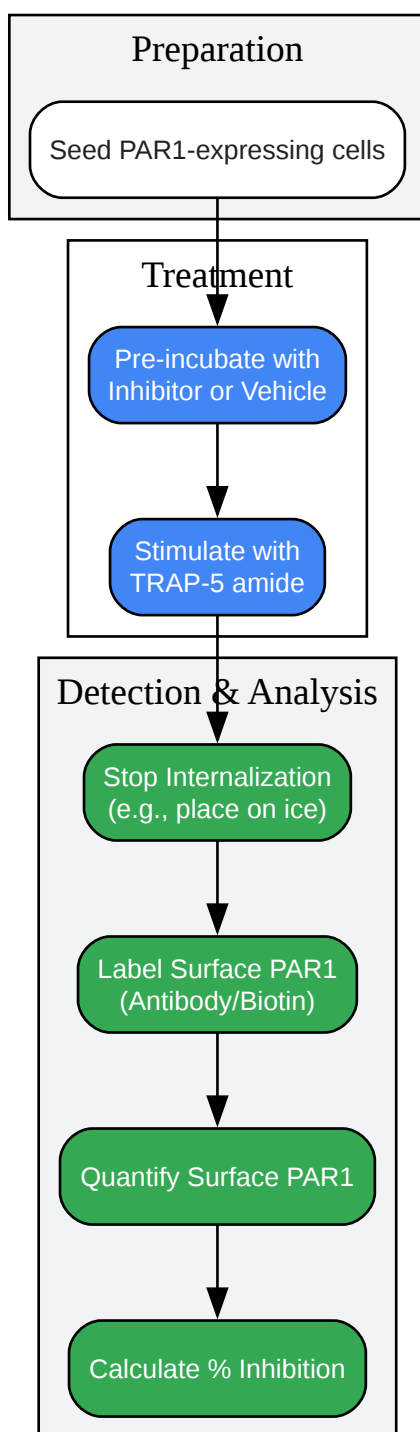 Preparation
Seed PAR1-expressing cells
Treatment
Pre-incubate with
Inhibitor or Vehicle
Stimulate with
TRAP-5 amide
Detection & Analysis
Stop Internalization
(e.g., place on ice)
Label Surface PAR1
(Antibody/Biotin)
Quantify Surface PAR1
Calculate % Inhibition